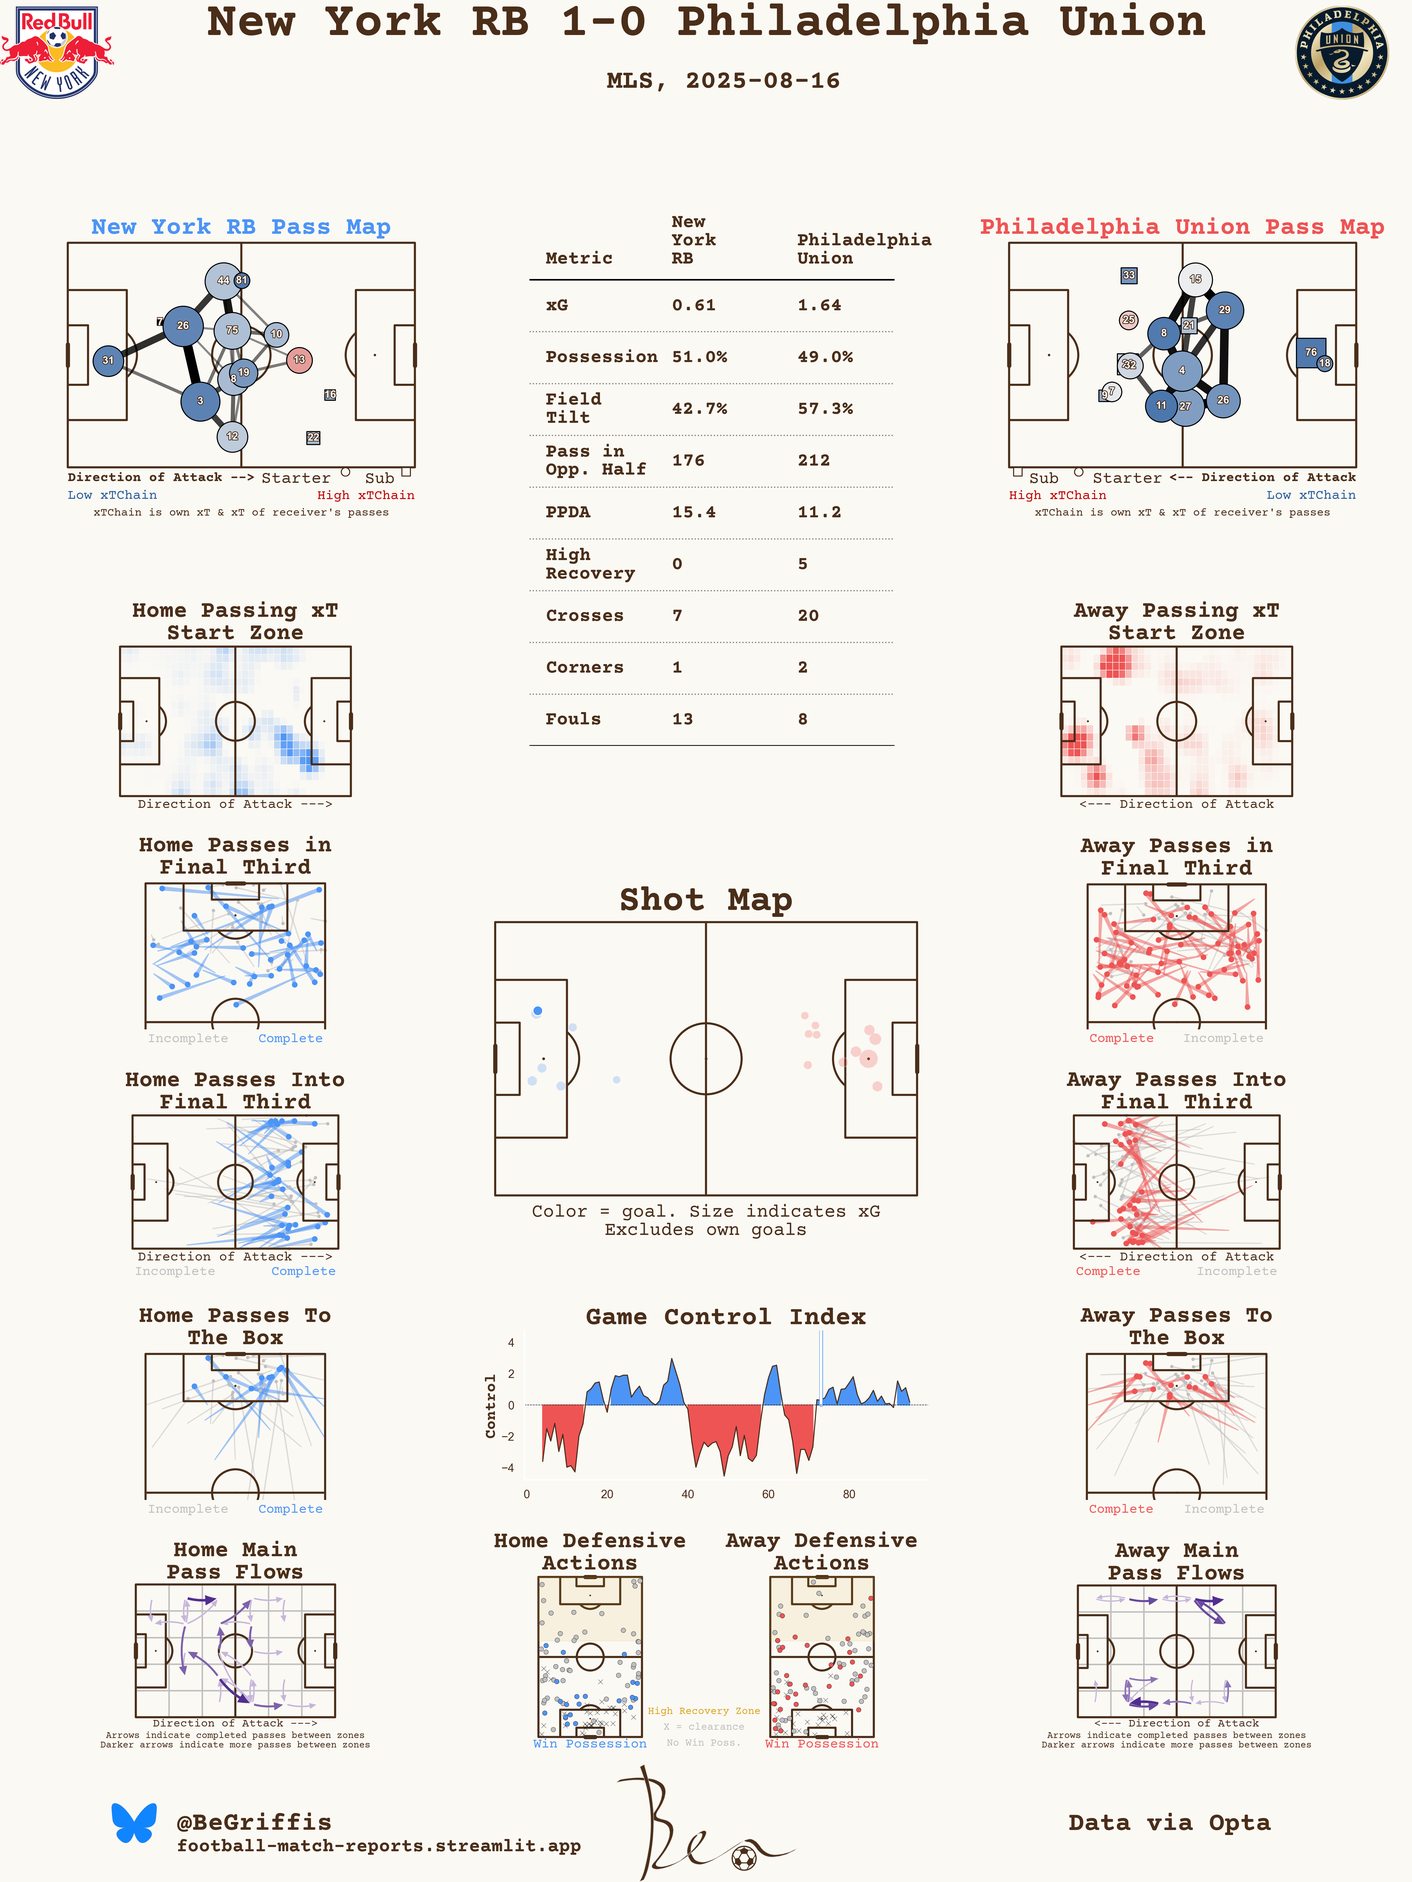 New York RB 1-0 Philadelphia Union
MLS, 2025-08-16
Red Bull
NEW YORK
PHILADELPHIA
UNION
New York RB Pass Map
44
81
7
26
75
10
31
13
8
19
16
3
12
22
Direction of Attack --> Starter Sub
Low xTChain High xTChain
xTChain is own xT & xT of receiver's passes
Metric New York RB Philadelphia Union
xG 0.61 1.64
Possession 51.0% 49.0%
Field Tilt 42.7% 57.3%
Pass in Opp. Half 176 212
PPDA 15.4 11.2
High Recovery 0 5
Crosses 7 20
Corners 1 2
Fouls 13 8
Philadelphia Union Pass Map
33
15
25
29
21
8
76
18
32
4
9
7
11
27
26
Sub Starter <-- Direction of Attack
High xTChain Low xTChain
xTChain is own xT & xT of receiver's passes
Home Passing xT
Start Zone
Direction of Attack --->
Away Passing xT
Start Zone
<--- Direction of Attack
Home Passes in
Final Third
Incomplete Complete
Away Passes in
Final Third
Complete Incomplete
Shot Map
Color = goal. Size indicates xG
Excludes own goals
Home Passes Into
Final Third
Direction of Attack --->
Incomplete Complete
Away Passes Into
Final Third
<--- Direction of Attack
Complete Incomplete
Home Passes To
The Box
Incomplete Complete
Game Control Index
Control
4
2
0
−2
−4
0 20 40 60 80
Away Passes To
The Box
Complete Incomplete
Home Main
Pass Flows
Direction of Attack --->
Arrows indicate completed passes between zones
Darker arrows indicate more passes between zones
Home Defensive
Actions
Win Possession
Away Defensive
Actions
Win Possession
High Recovery Zone
X = clearance
No Win Poss.
Away Main
Pass Flows
<--- Direction of Attack
Arrows indicate completed passes between zones
Darker arrows indicate more passes between zones
@BeGriffis
football-match-reports.streamlit.app
Ben
Data via Opta